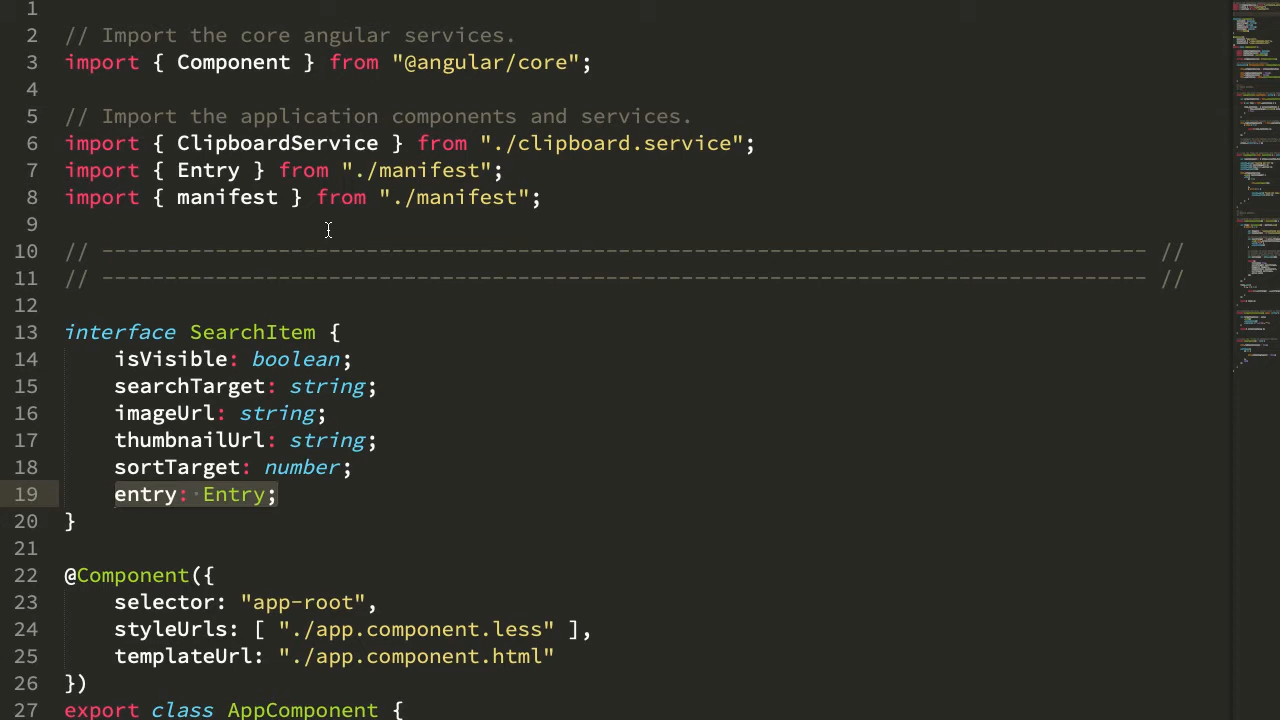 1
2 // Import the core angular services.
3 import { Component } from "@angular/core";
4
5 // Import the application components and services.
6 import { ClipboardService } from "./clipboard.service";
7 import { Entry } from "./manifest";
8 import { manifest } from "./manifest";
9
10 // ----------------------------------------------------------------------------------- //
11 // ----------------------------------------------------------------------------------- //
12
13 interface SearchItem {
14 isVisible: boolean;
15 searchTarget: string;
16 imageUrl: string;
17 thumbnailUrl: string;
18 sortTarget: number;
19 entry: Entry;
20 }
21
22 @Component({
23 selector: "app-root",
24 styleUrls: [ "./app.component.less" ],
25 templateUrl: "./app.component.html"
26 })
27 export class AppComponent {